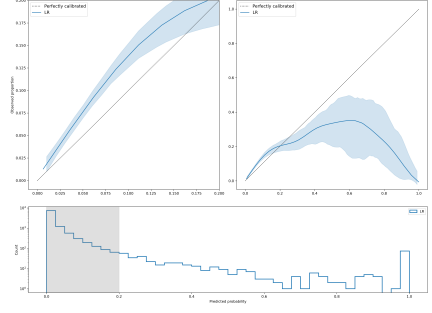 Perfectly calibrated
LR
0.200
0.175
0.150
0.125
0.100
0.075
0.050
0.025
0.000
Observed proportion
0.000 0.025 0.050 0.075 0.100 0.125 0.150 0.175 0.200
Perfectly calibrated
LR
1.0
0.8
0.6
0.4
0.2
0.0
0.0 0.2 0.4 0.6 0.8 1.0
LR
10⁴
10³
10²
10¹
10⁰
Count
0.0 0.2 0.4 0.6 0.8 1.0
Predicted probability